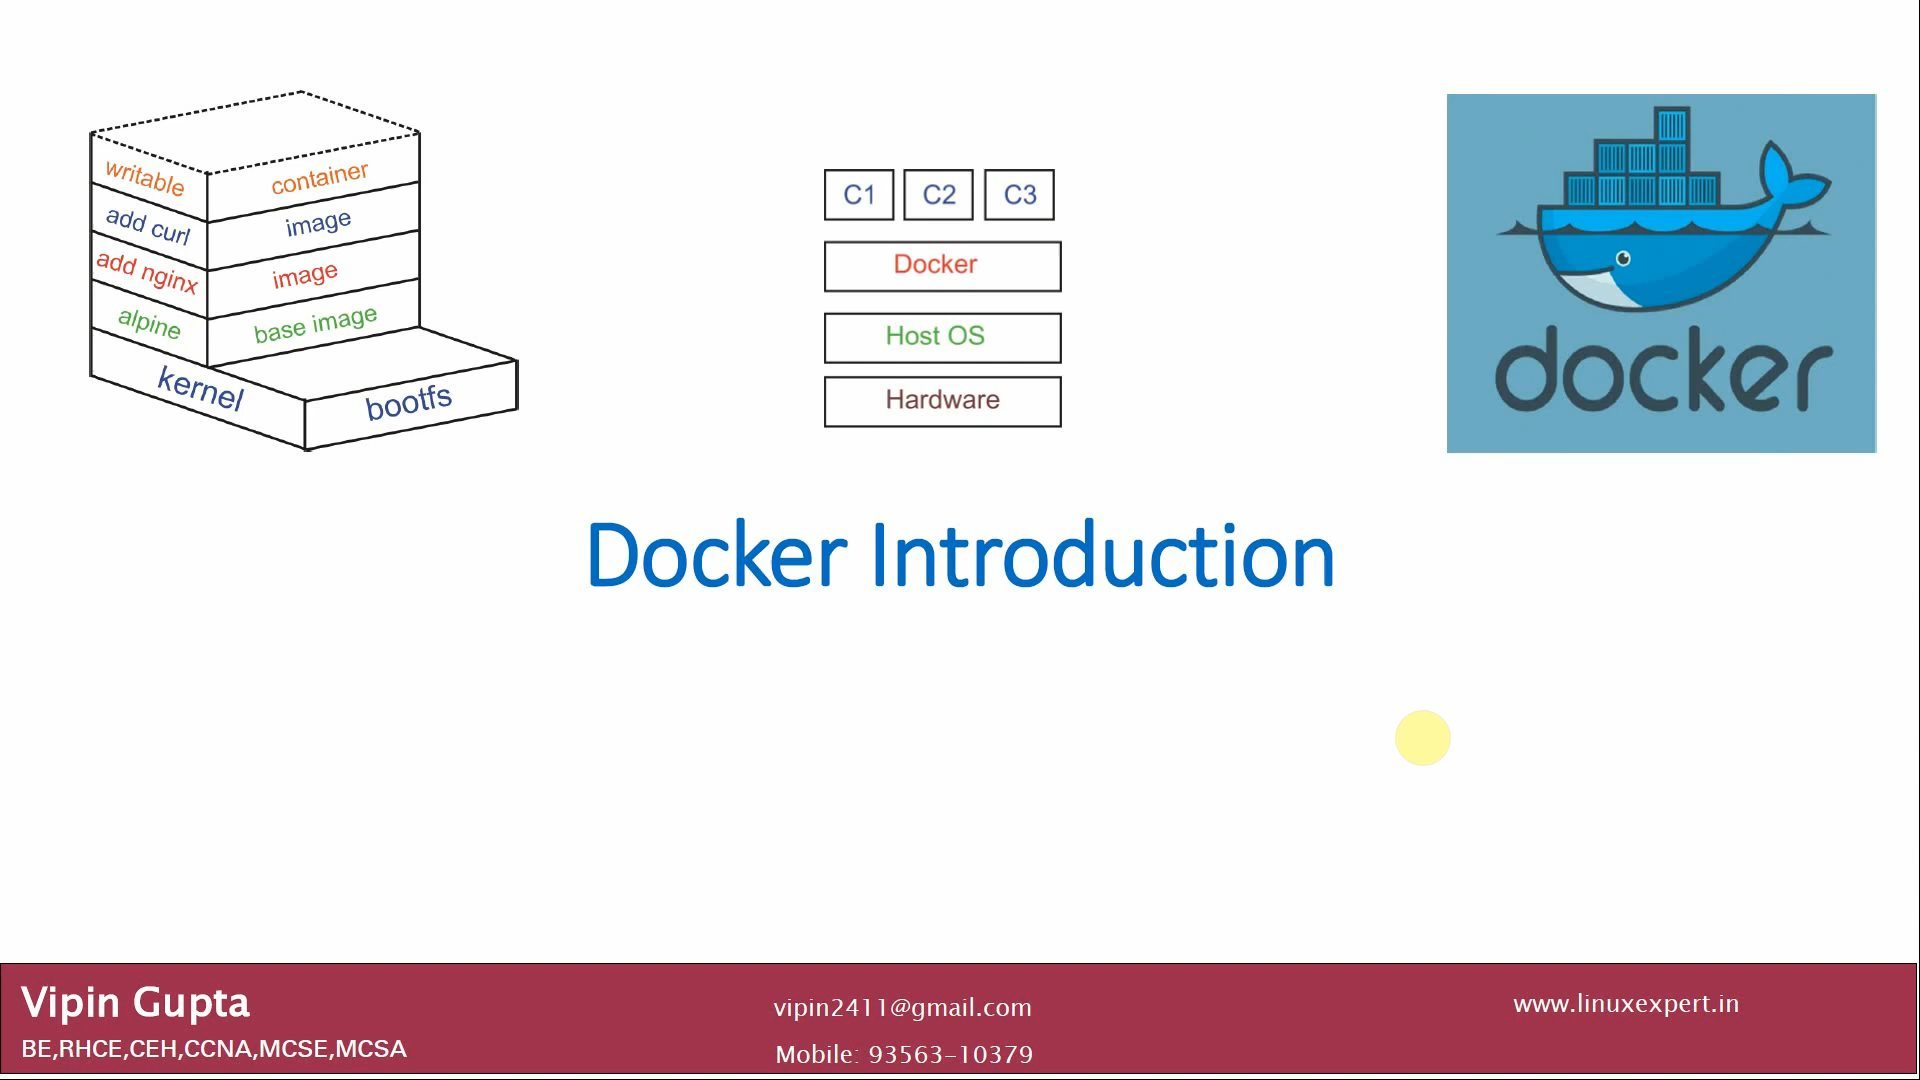 writable container
add curl image
add nginx image
alpine base image
kernel bootfs
C1 C2 C3
Docker
Host OS
Hardware
docker
Docker Introduction
Vipin Gupta
BE,RHCE,CEH,CCNA,MCSE,MCSA
vipin2411@gmail.com
Mobile: 93563-10379
www.linuxexpert.in